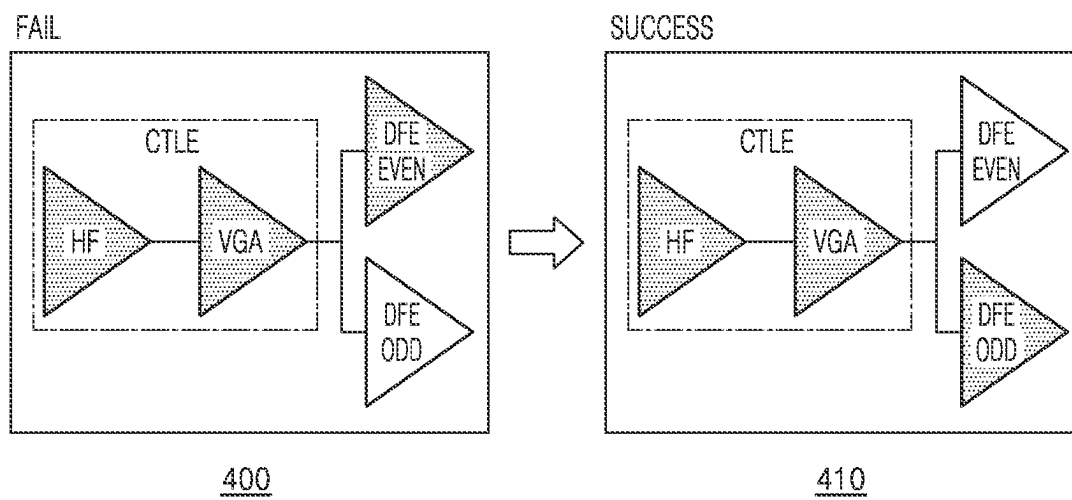 FAIL
CTLE
HF
VGA
DFE
EVEN
DFE
ODD
400
SUCCESS
CTLE
HF
VGA
DFE
EVEN
DFE
ODD
410